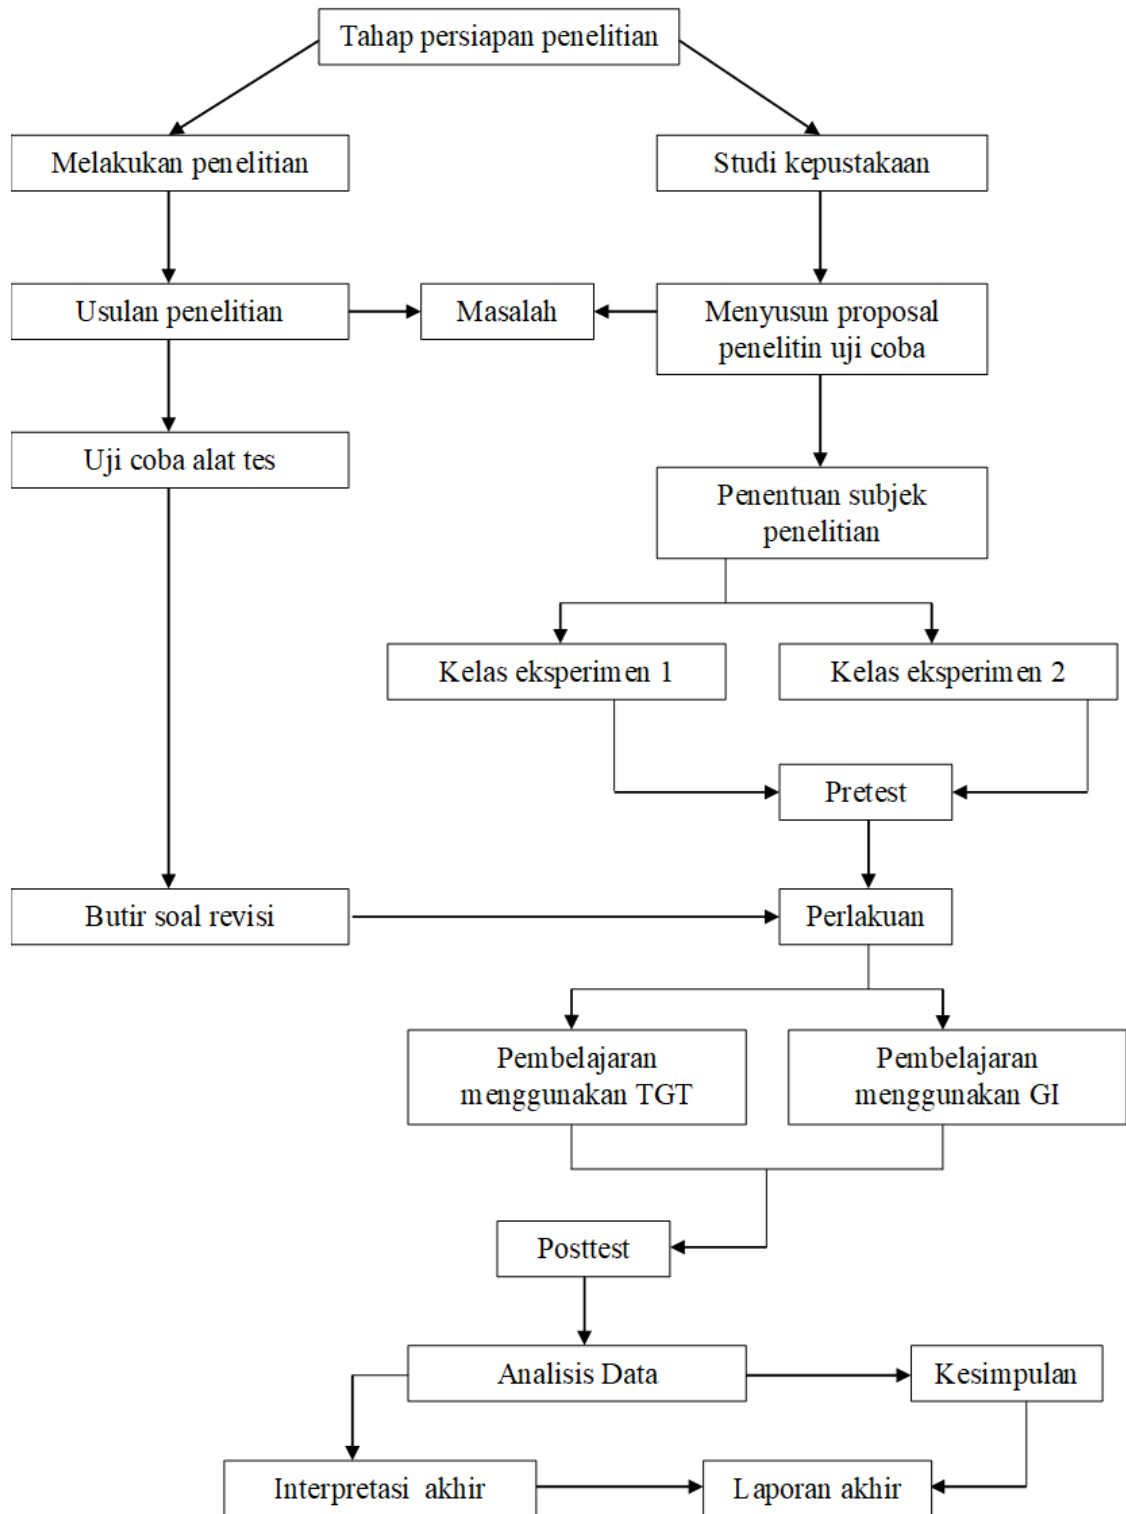 Tahap persiapan penelitian
Melakukan penelitian
Studi kepustakaan
Usulan penelitian
Masalah
Menyusun proposal
penelitin uji coba
Uji coba alat tes
Penentuan subjek
penelitian
Kelas eksperimen 1
Kelas eksperimen 2
Pretest
Butir soal revisi
Perlakuan
Pembelajaran
menggunakan TGT
Pembelajaran
menggunakan GI
Posttest
Analisis Data
Kesimpulan
Interpretasi akhir
Laporan akhir